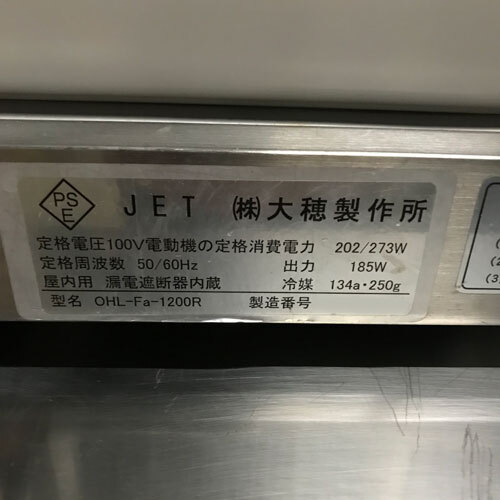 PS
E
JET (株)大穂製作所
定格電圧100V電動機の定格消費電力 202/273W
定格周波数 50/60Hz 出力 185W
屋内用 漏電遮断器内蔵 冷媒 134a・250g
型名 OHL-Fa-1200R 製造番号
(2
(3)